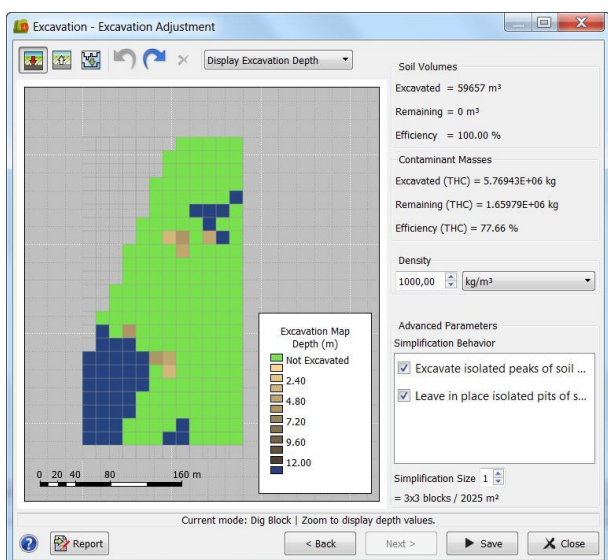 Excavation - Excavation Adjustment
Display Excavation Depth
Soil Volumes
Excavated = 59657 m³
Remaining = 0 m³
Efficiency = 100.00 %
Contaminant Masses
Excavated (THC) = 5.76943E+06 kg
Remaining (THC) = 1.65979E+06 kg
Efficiency (THC) = 77.66 %
Density
1000,00 kg/m³
Advanced Parameters
Simplification Behavior
Excavate isolated peaks of soil ...
Leave in place isolated pits of s...
Simplification Size 1
= 3x3 blocks / 2025 m²
Excavation Map
Depth (m)
Not Excavated
2.40
4.80
7.20
9.60
12.00
0 20 40 80 160 m
Current mode: Dig Block | Zoom to display depth values.
Report
< Back
Next >
Save
Close